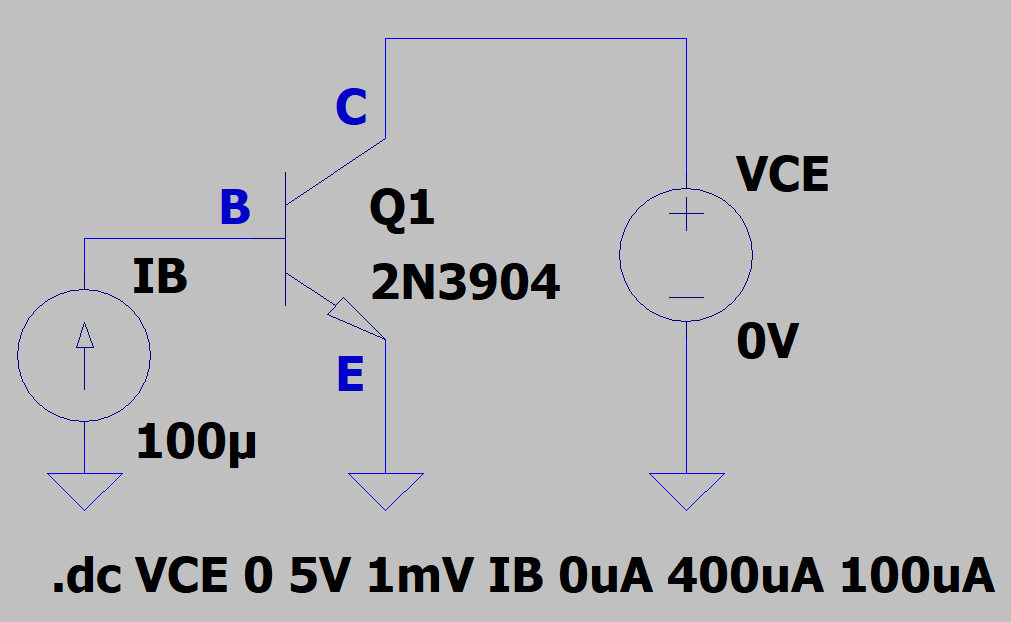 C
VCE
B
Q1
IB
2N3904
0V
E
100µ
.dc VCE 0 5V 1mV IB 0uA 400uA 100uA